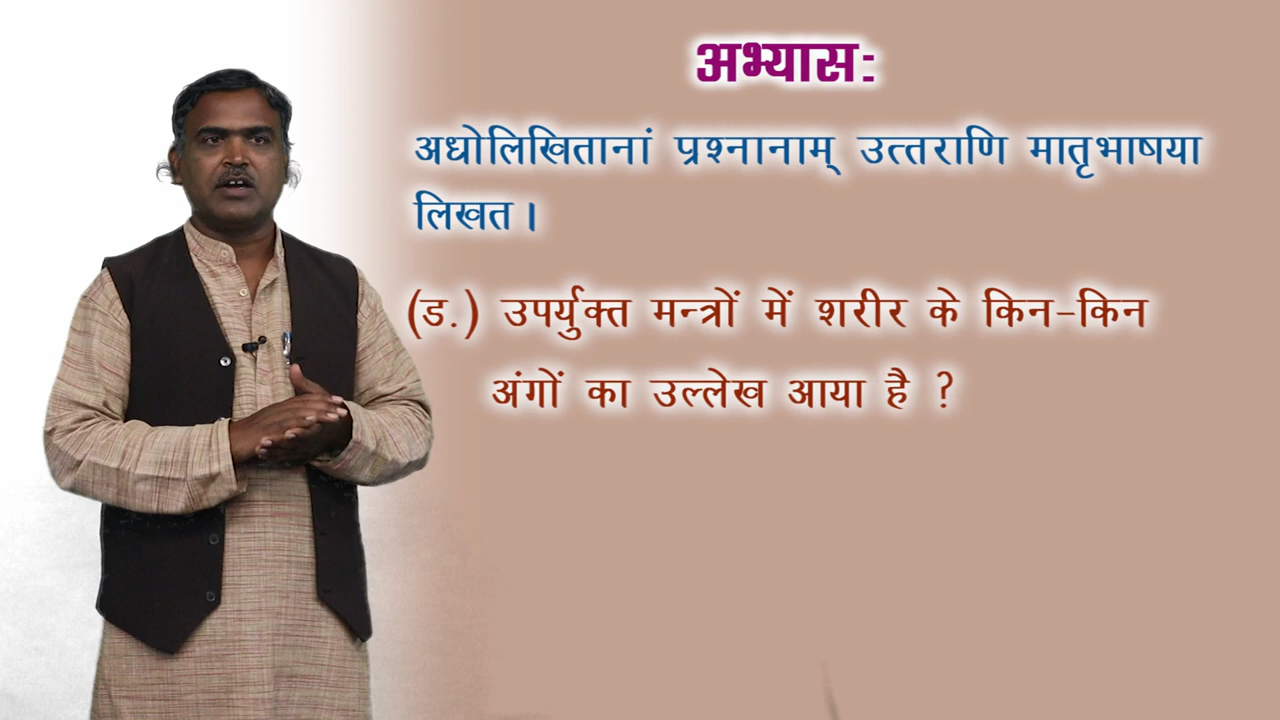 अभ्यासः
अधोलिखितानां प्रश्नानाम् उत्तराणि मातृभाषया
लिखत।
(ड.) उपर्युक्त मन्त्रों में शरीर के किन-किन
अंगों का उल्लेख आया है ?